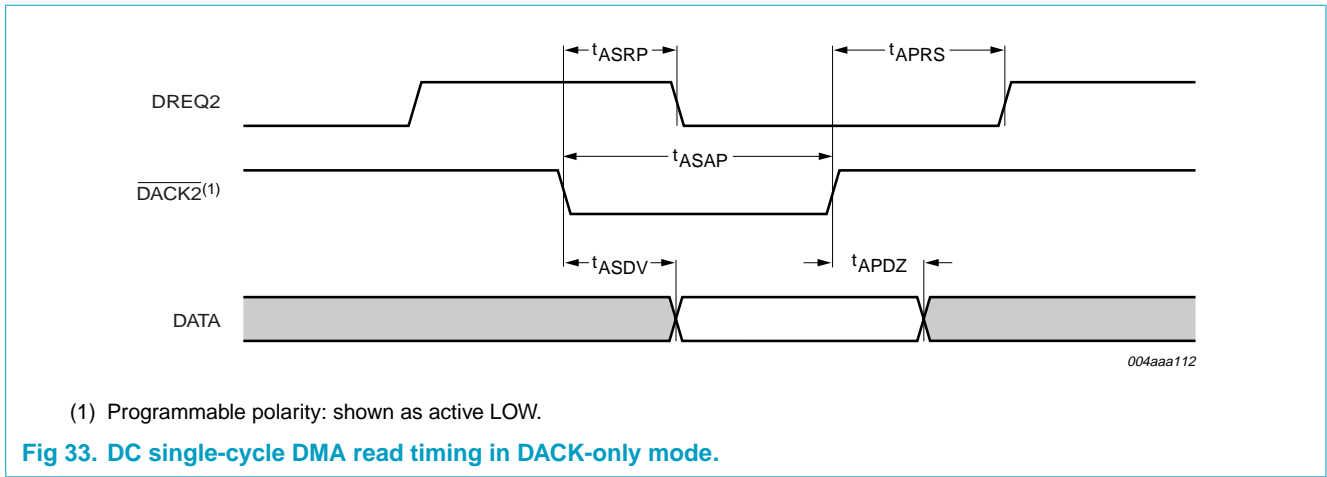 tASRP
tAPRS
DREQ2
tASAP
DACK2(1)
tASDV
tAPDZ
DATA
004aaa112
(1) Programmable polarity: shown as active LOW.
Fig 33. DC single-cycle DMA read timing in DACK-only mode.